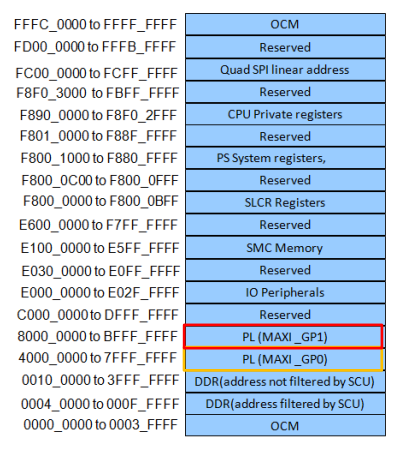 FFFC_0000 to FFFF_FFFF OCM
FD00_0000 to FFFB_FFFF Reserved
FC00_0000 to FCFF_FFFF Quad SPI linear address
F8F0_3000 to FBFF_FFFF Reserved
F890_0000 to F8F0_2FFF CPU Private registers
F801_0000 to F88F_FFFF Reserved
F800_1000 to F880_FFFF PS System registers,
F800_0C00 to F800_0FFF Reserved
F800_0000 to F800_0BFF SLCR Registers
E600_0000 to F7FF_FFFF Reserved
E100_0000 to E5FF_FFFF SMC Memory
E030_0000 to E0FF_FFFF Reserved
E000_0000 to E02F_FFFF IO Peripherals
C000_0000 to DFFF_FFFF Reserved
8000_0000 to BFFF_FFFF PL (MAXI _GP1)
4000_0000 to 7FFF_FFFF PL (MAXI _GP0)
0010_0000 to 3FFF_FFFF DDR(address not filtered by SCU)
0004_0000 to 000F_FFFF DDR(address filtered by SCU)
0000_0000 to 0003_FFFF OCM